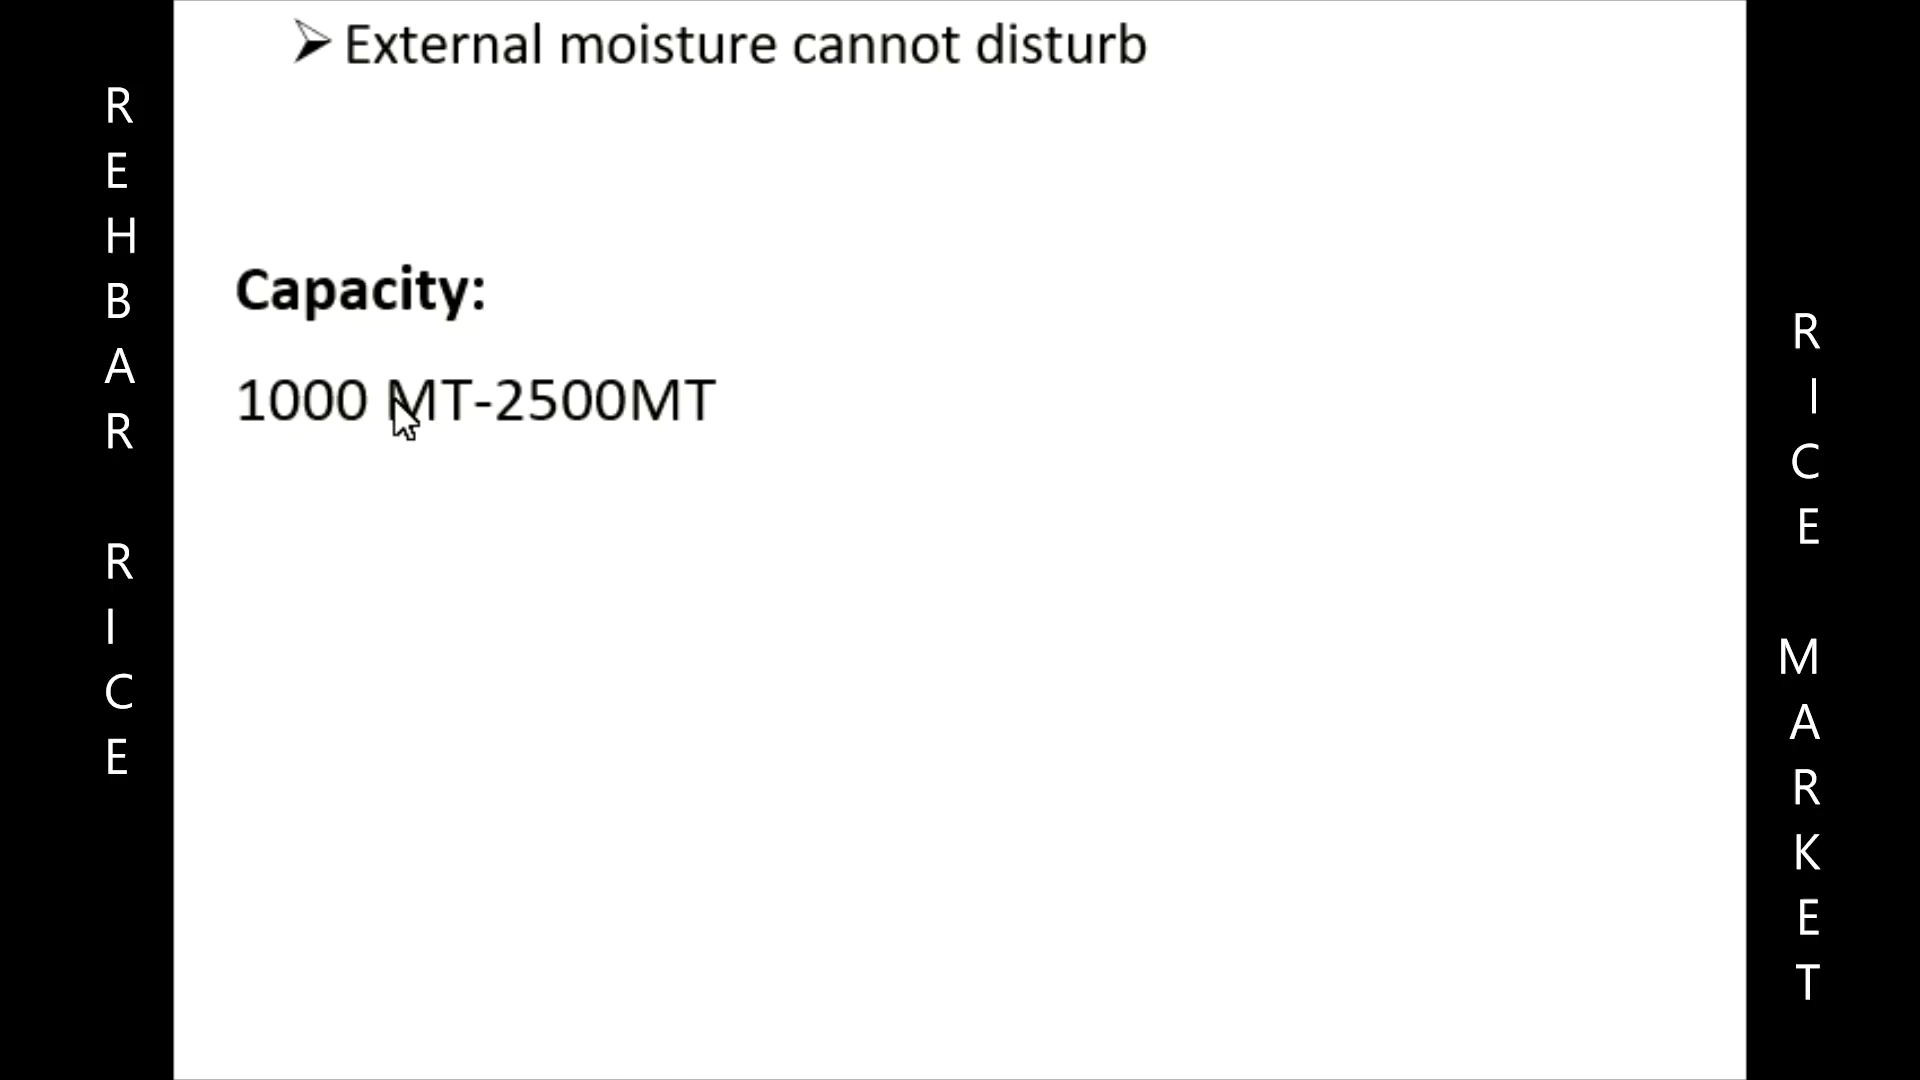 ➢ External moisture cannot disturb
Capacity:
1000 MT-2500MT
REHBAR RICE
RICE MARKET